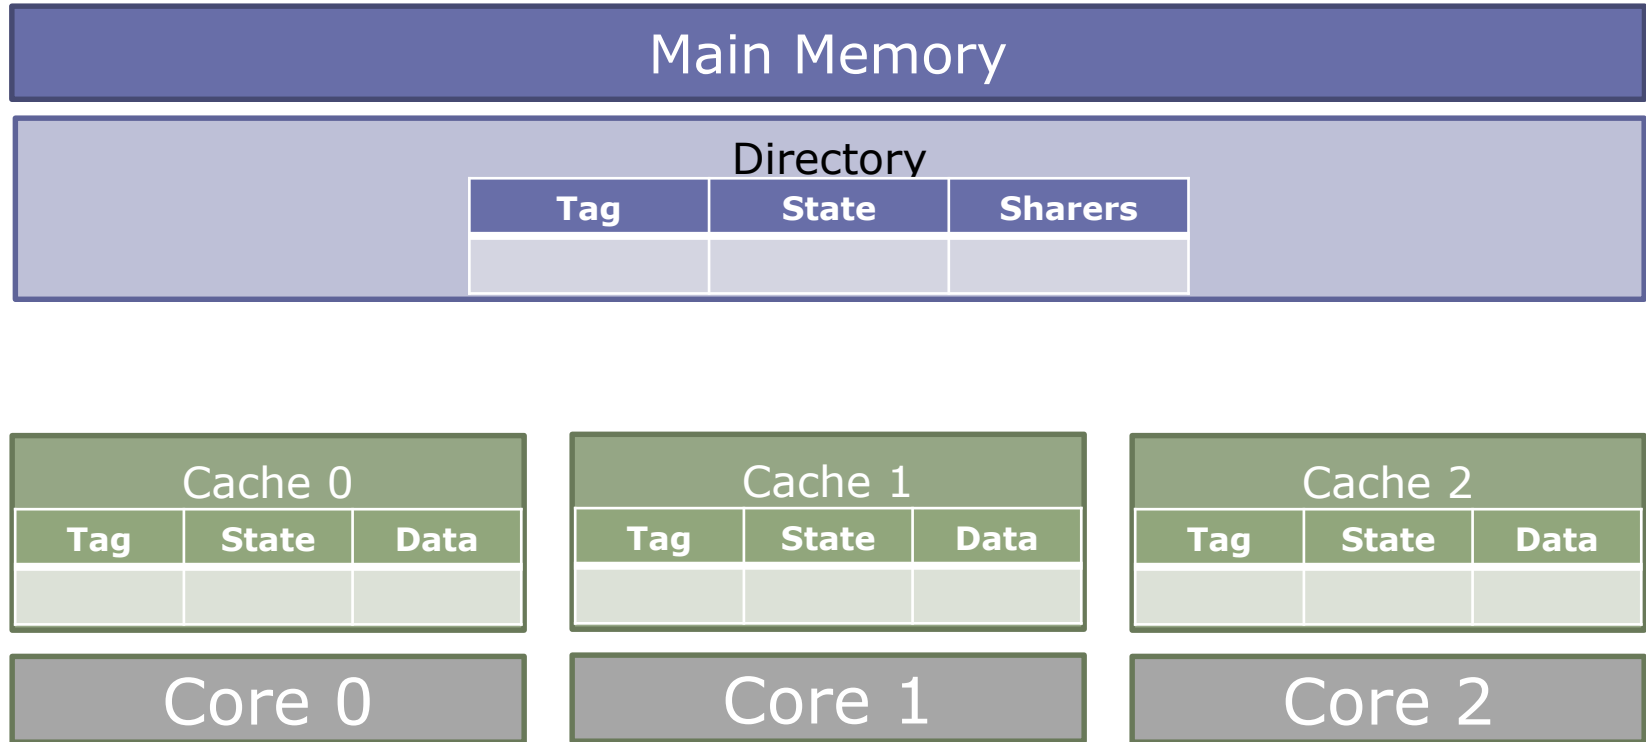 Main Memory
Directory
Tag State Sharers
Cache 0 Cache 1 Cache 2
Tag State Data Tag State Data Tag State Data
Core 0 Core 1 Core 2